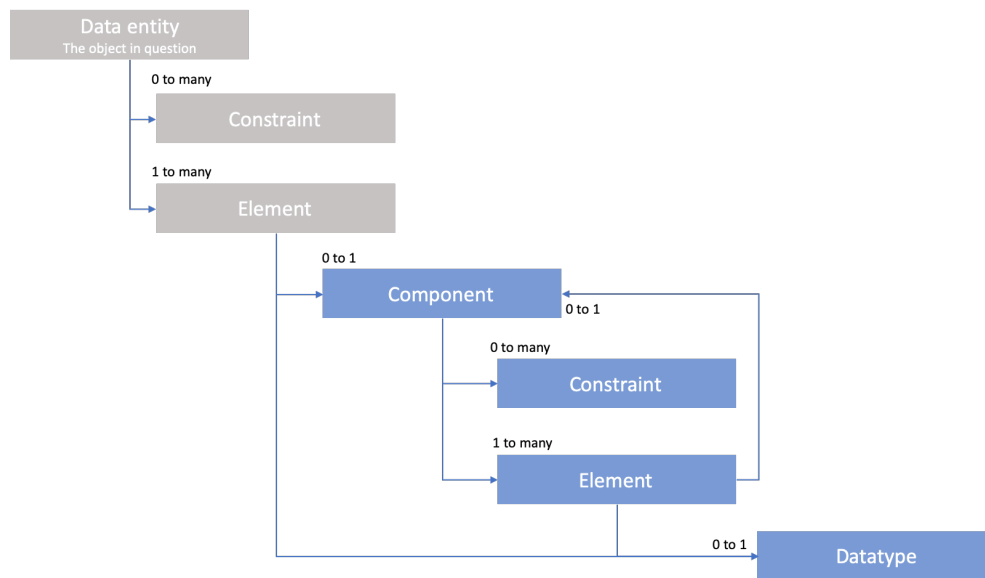 Data entity
The object in question
0 to many
Constraint
1 to many
Element
0 to 1
Component
0 to 1
0 to many
Constraint
1 to many
Element
0 to 1
Datatype